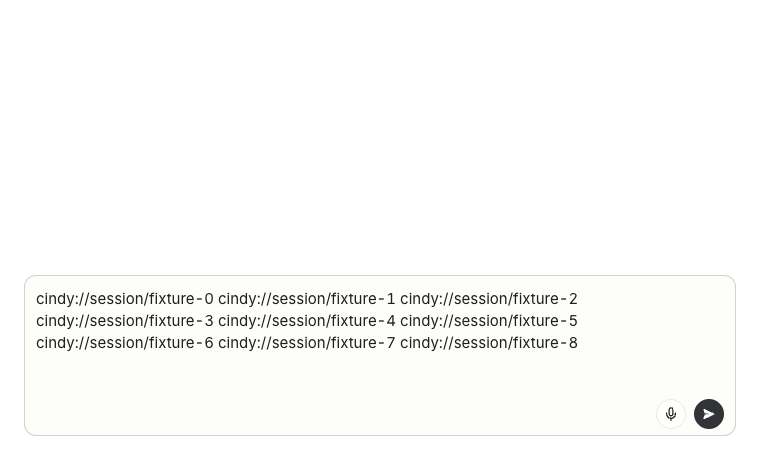 cindy://session/fixture-0 cindy://session/fixture-1 cindy://session/fixture-2
cindy://session/fixture-3 cindy://session/fixture-4 cindy://session/fixture-5
cindy://session/fixture-6 cindy://session/fixture-7 cindy://session/fixture-8